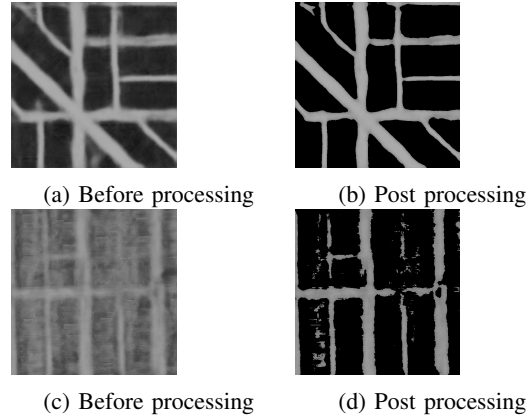 (a) Before processing
(b) Post processing
(c) Before processing
(d) Post processing